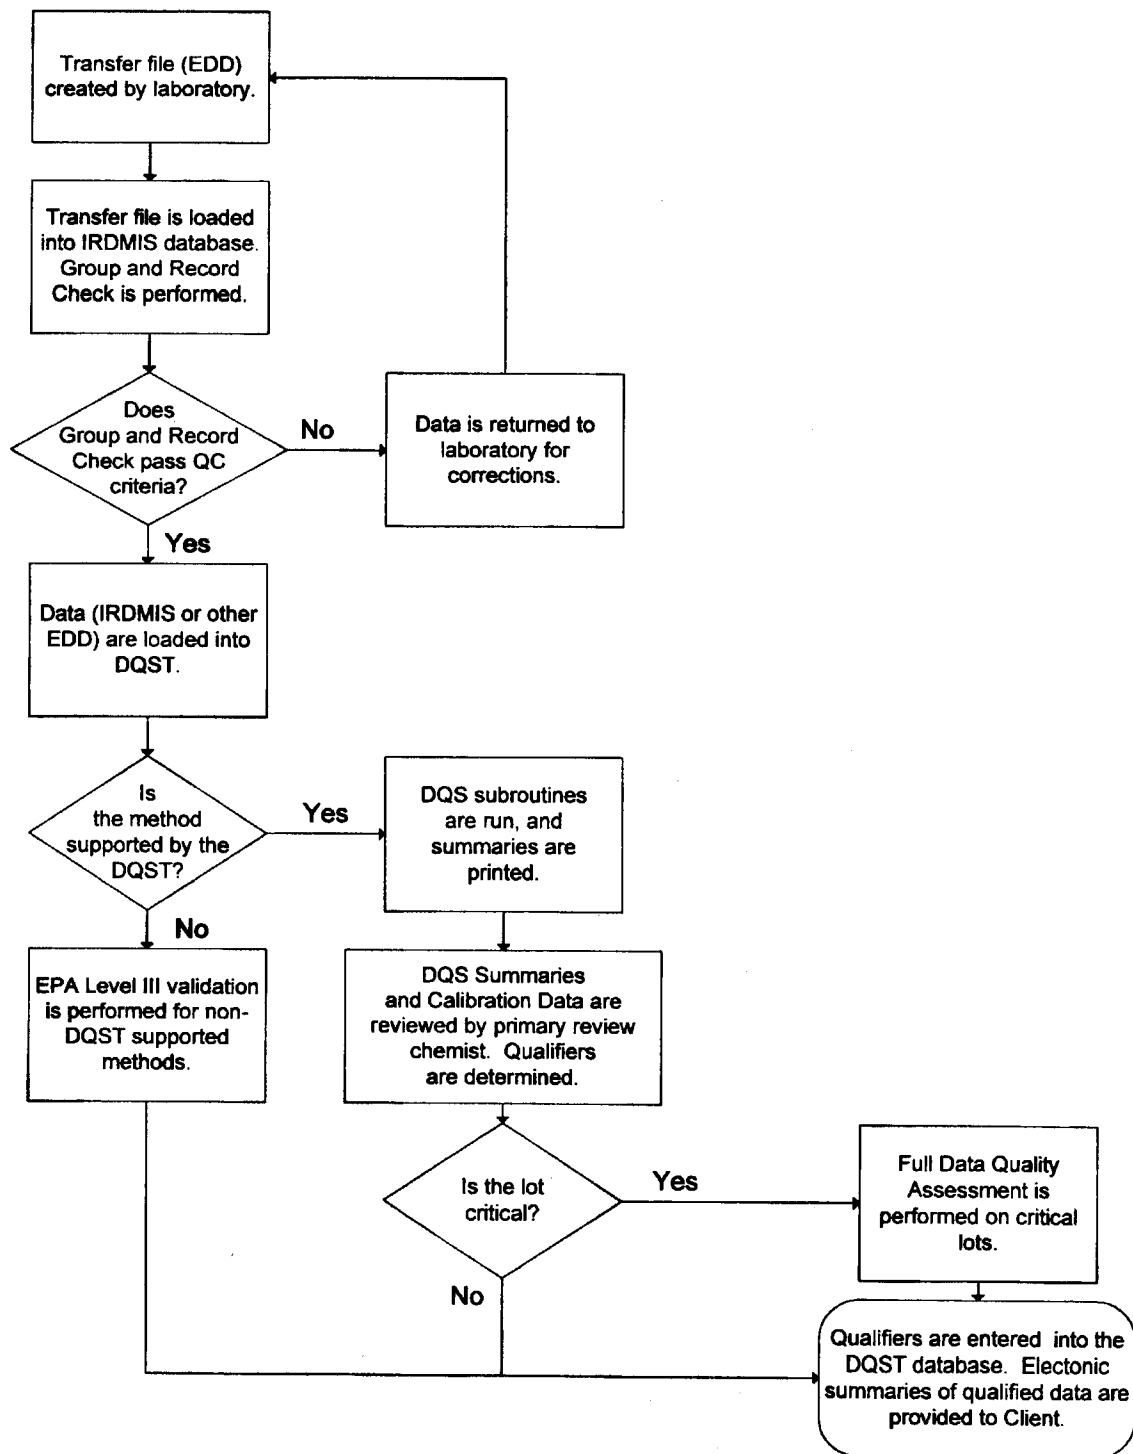 Transfer file (EDD)
created by laboratory.
Transfer file is loaded
into IRDMIS database.
Group and Record
Check is performed.
Does
Group and Record
Check pass QC
criteria?
No
Data is returned to
laboratory for
corrections.
Yes
Data (IRDMIS or other
EDD) are loaded into
DQST.
Is
the method
supported by the
DQST?
Yes
DQS subroutines
are run, and
summaries are
printed.
No
EPA Level III validation
is performed for non-
DQST supported
methods.
DQS Summaries
and Calibration Data are
reviewed by primary review
chemist. Qualifiers
are determined.
Is the lot
critical?
Yes
Full Data Quality
Assessment is
performed on critical
lots.
No
Qualifiers are entered into the
DQST database. Electonic
summaries of qualified data are
provided to Client.